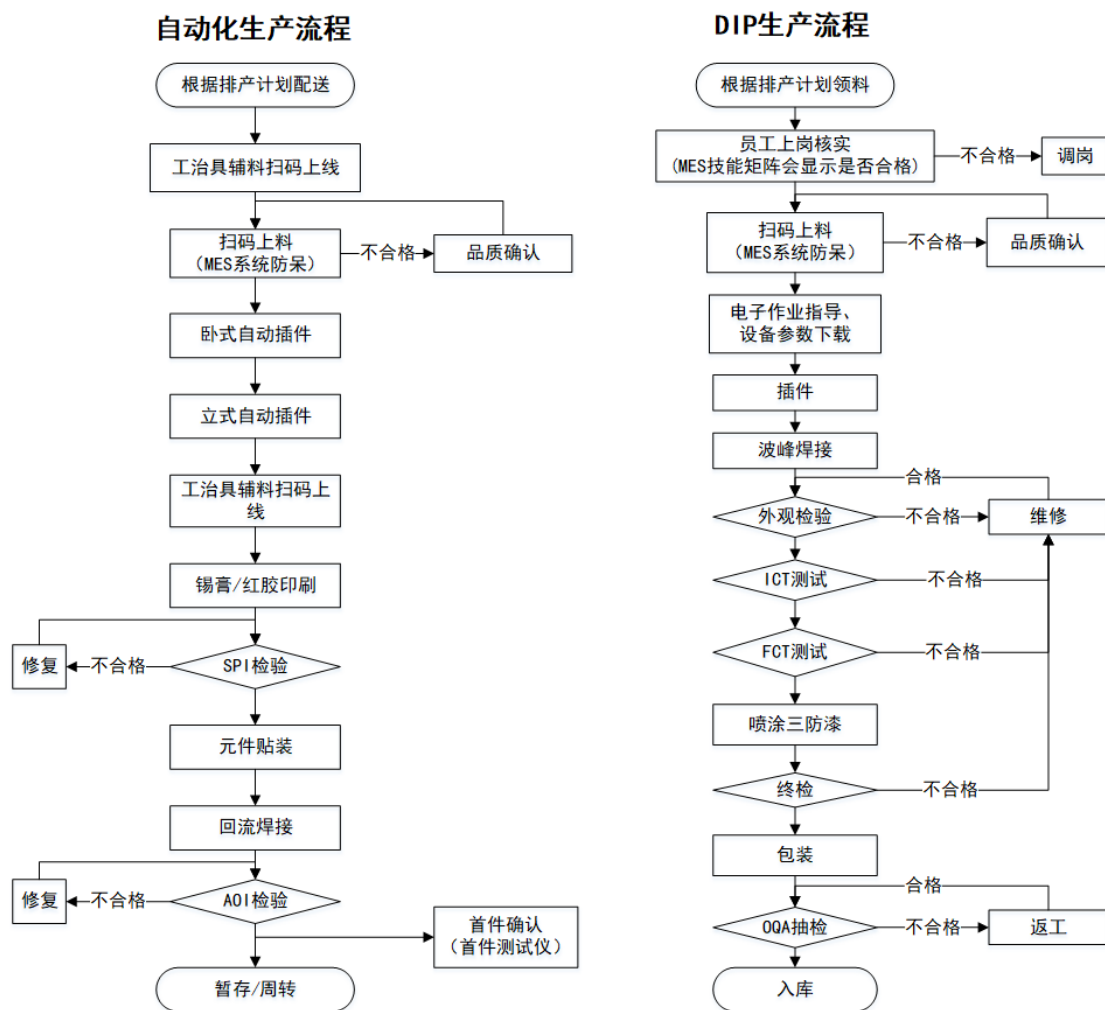 自动化生产流程
根据排产计划配送
工治具辅料扫码上线
扫码上料
（MES系统防呆）
不合格
品质确认
卧式自动插件
立式自动插件
工治具辅料扫码上
线
锡膏/红胶印刷
SPI检验
不合格
修复
元件贴装
回流焊接
AOI检验
不合格
修复
首件确认
（首件测试仪）
暂存/周转
DIP生产流程
根据排产计划领料
员工上岗核实
(MES技能矩阵会显示是否合格)
不合格
调岗
扫码上料
（MES系统防呆）
不合格
品质确认
电子作业指导、
设备参数下载
插件
波峰焊接
合格
外观检验
不合格
维修
ICT测试
不合格
FCT测试
不合格
喷涂三防漆
终检
不合格
包装
合格
OQA抽检
不合格
返工
入库